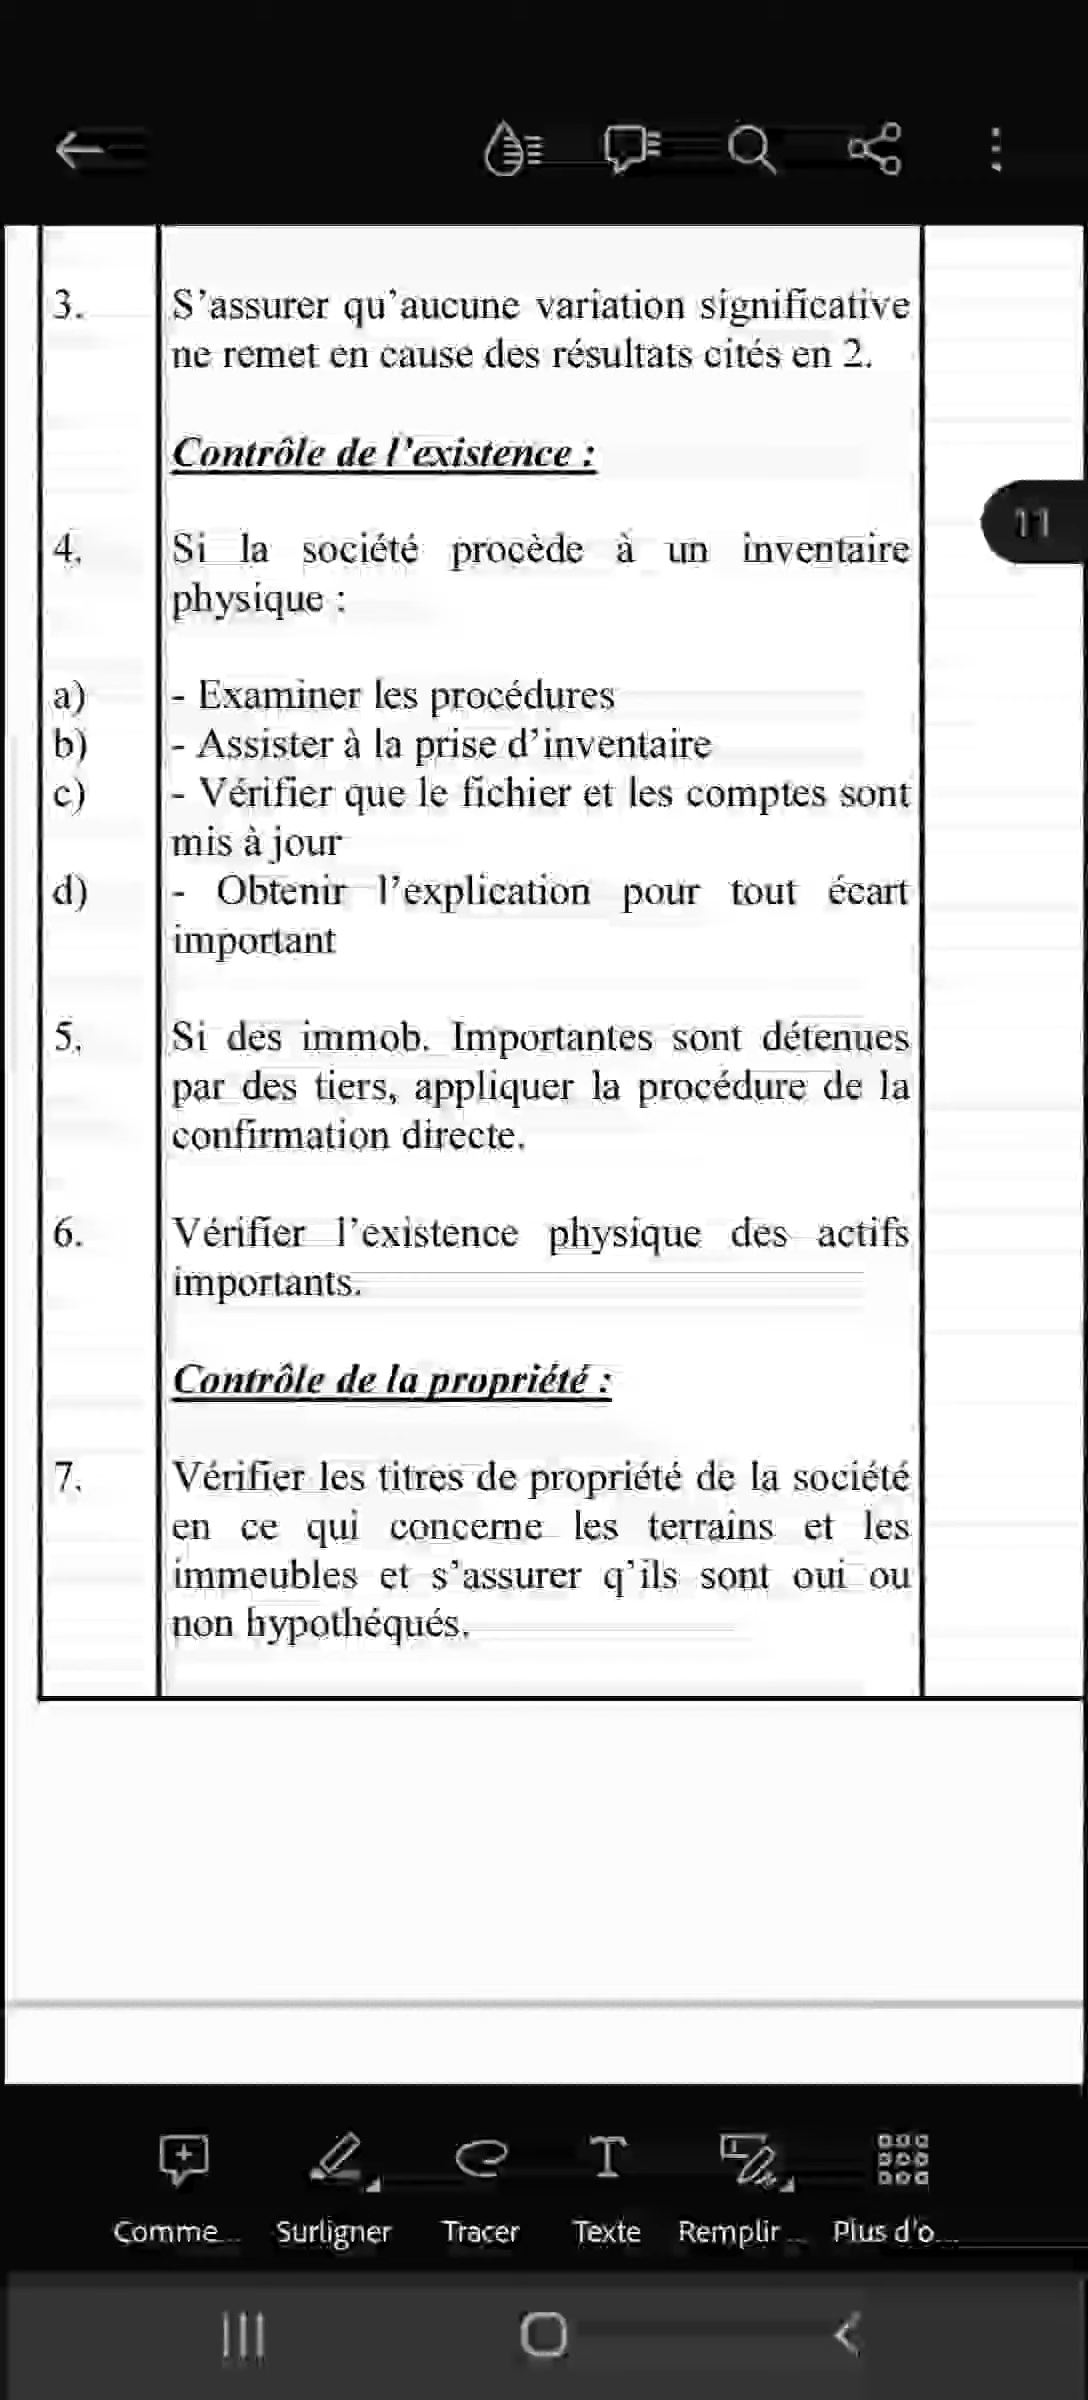 11
3. S'assurer qu'aucune variation significative
ne remet en cause des résultats cités en 2.
Contrôle de l'existence :
4. Si la société procède à un inventaire
physique :
a) - Examiner les procédures
b) - Assister à la prise d'inventaire
c) - Vérifier que le fichier et les comptes sont
mis à jour
d) - Obtenir l'explication pour tout écart
important
5. Si des immob. Importantes sont détenues
par des tiers, appliquer la procédure de la
confirmation directe.
6. Vérifier l'existence physique des actifs
importants.
Contrôle de la propriété :
7. Vérifier les titres de propriété de la société
en ce qui concerne les terrains et les
immeubles et s'assurer q'ils sont oui ou
non hypothéqués.
Comme... Surligner Tracer Texte Remplir ... Plus d'o...